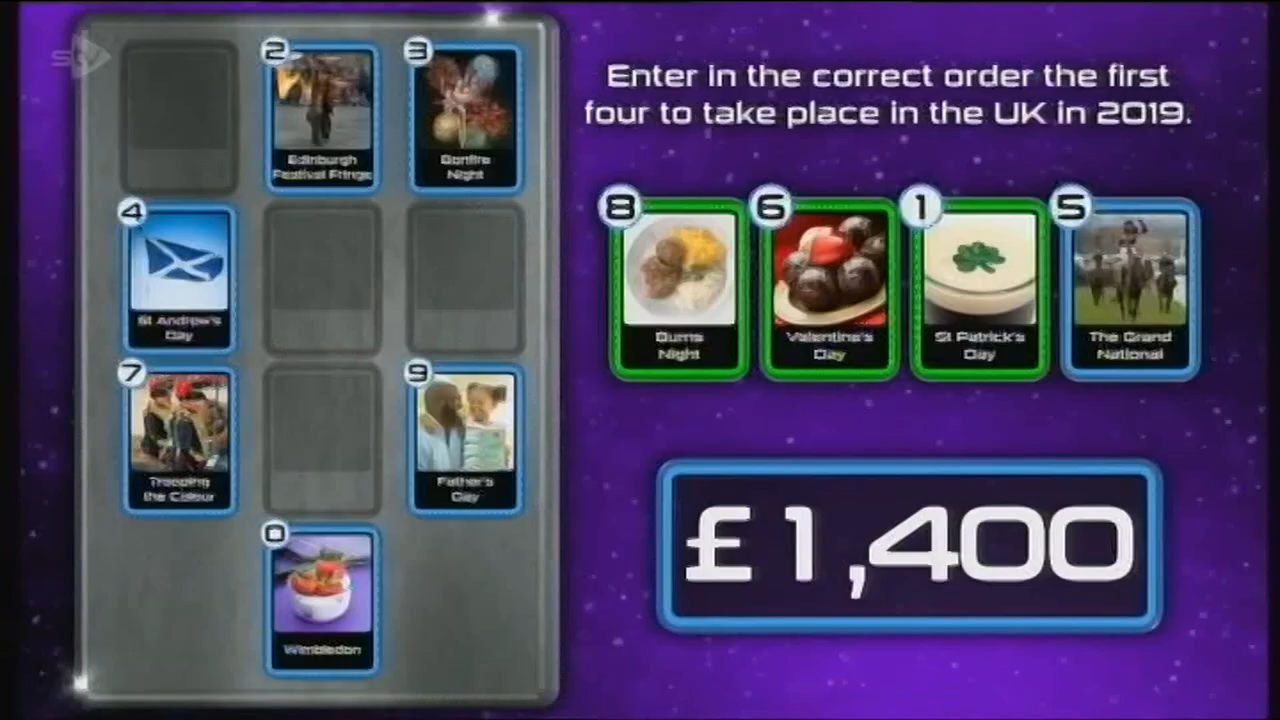 stv
2
Edinburgh
Festival Fringe
3
Bonfire
Night
4
St Andrew's
Day
7
Trooping
the Colour
9
Father's
Day
0
Wimbledon
Enter in the correct order the first
four to take place in the UK in 2019.
8
Burns
Night
6
Valentine's
Day
1
St Patrick's
Day
5
The Grand
National
£1,400